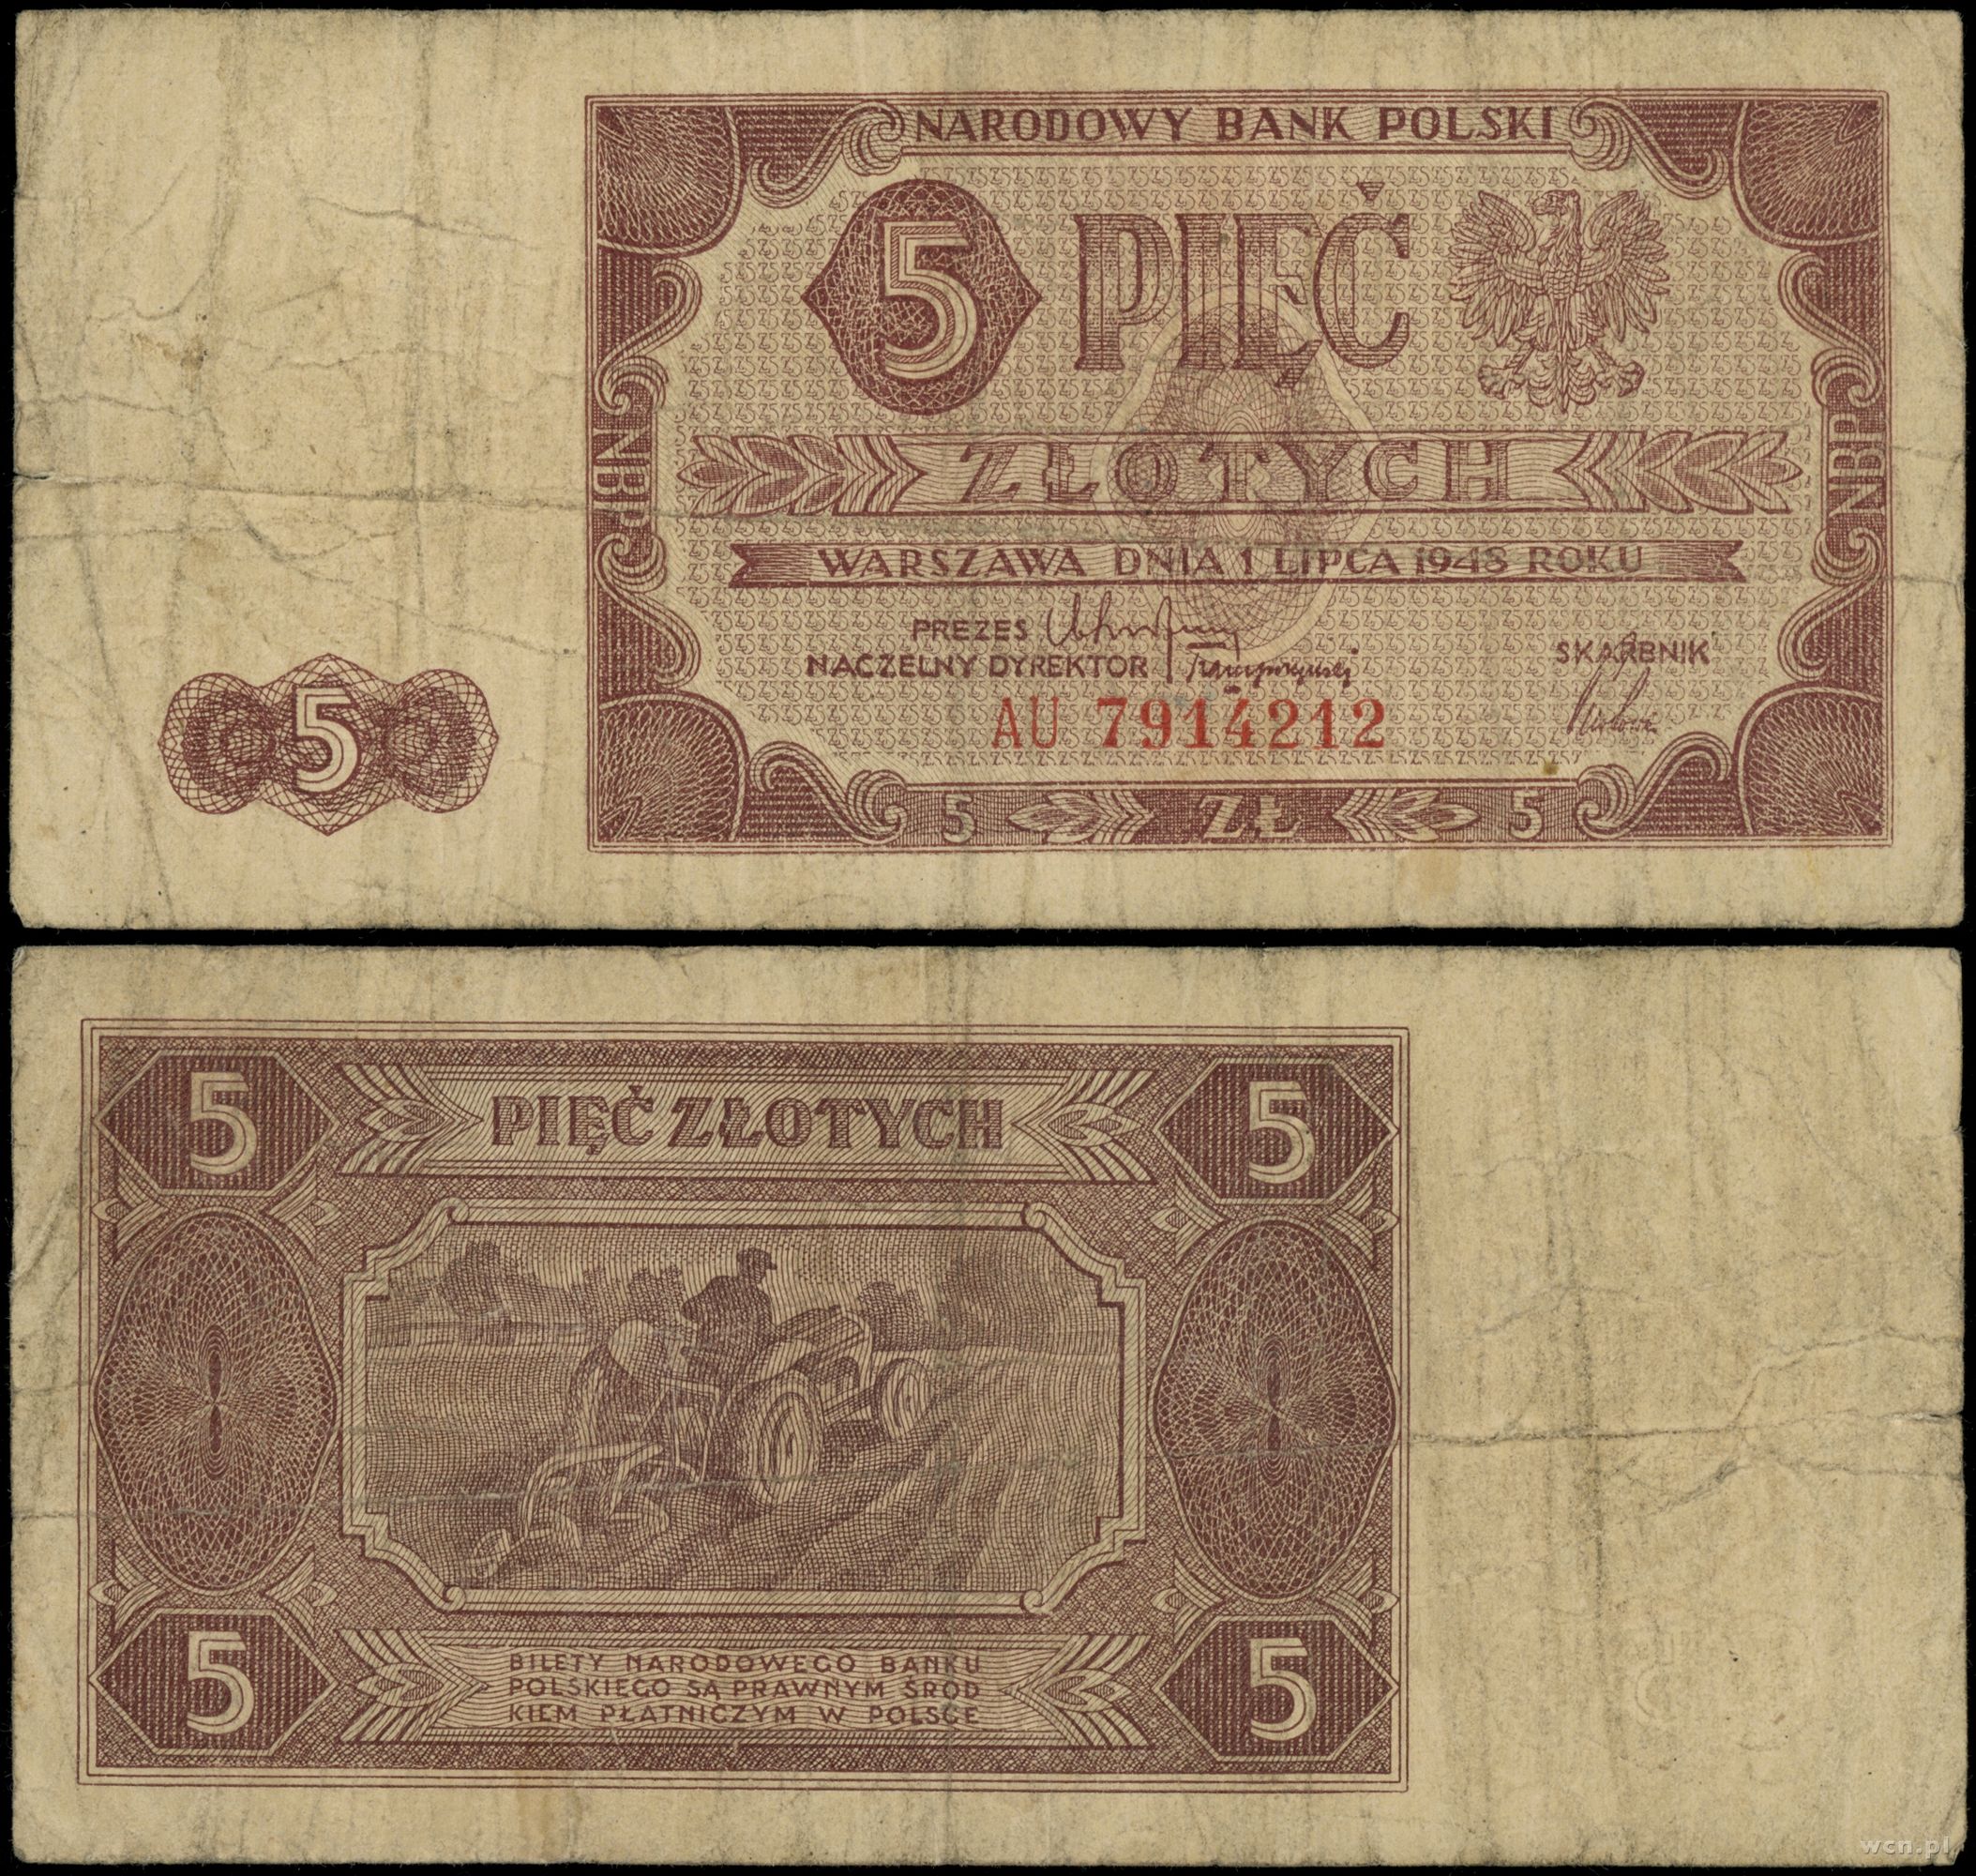 NARODOWY BANK POLSKI
5 PIĘĆ
ZŁOTYCH
WARSZAWA DNIA 1 LIPCA 1948 ROKU
PREZES
NACZELNY DYREKTOR
SKARBNIK
AU 7914212
NBP
NBP
5
5 ZŁ 5
5 PIĘĆ ZŁOTYCH 5
5 BILETY NARODOWEGO BANKU 5
POLSKIEGO SĄ PRAWNYM ŚROD
KIEM PŁATNICZYM W POLSCE
wcn.pl